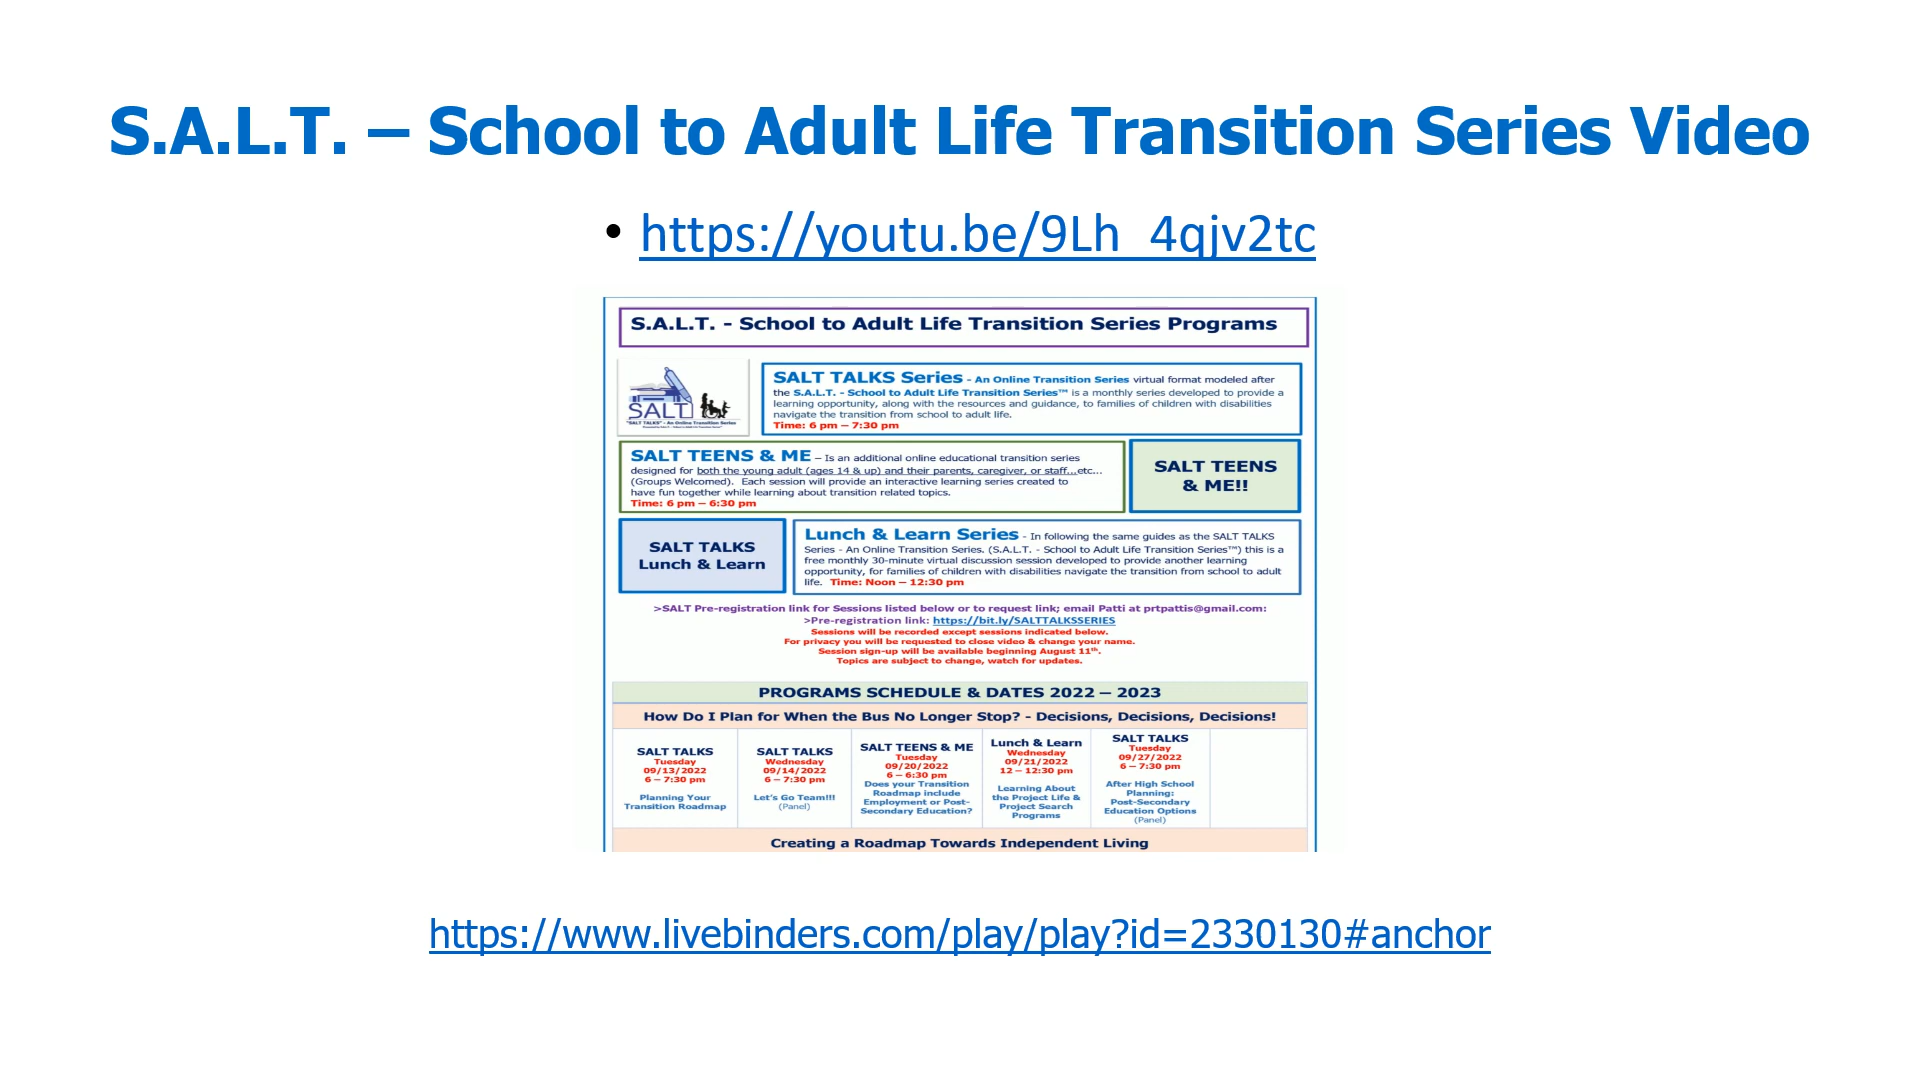 S.A.L.T. – School to Adult Life Transition Series Video
• https://youtu.be/9Lh_4qjv2tc
S.A.L.T. - School to Adult Life Transition Series Programs
SALT
"SALT TALKS" - An Online Transition Series
SALT TALKS Series - An Online Transition Series virtual format modeled after
the S.A.L.T. - School to Adult Life Transition Series™ is a monthly series developed to provide a
learning opportunity, along with the resources and guidance, to families of children with disabilities
navigate the transition from school to adult life.
Time: 6 pm – 7:30 pm
SALT TEENS & ME – Is an additional online educational transition series
designed for both the young adult (ages 14 & up) and their parents, caregiver, or staff...etc...
(Groups Welcomed). Each session will provide an interactive learning series created to
have fun together while learning about transition related topics.
Time: 6 pm – 6:30 pm
SALT TEENS
& ME!!
SALT TALKS
Lunch & Learn
Lunch & Learn Series - In following the same guides as the SALT TALKS
Series - An Online Transition Series. (S.A.L.T. - School to Adult Life Transition Series™) this is a
free monthly 30-minute virtual discussion session developed to provide another learning
opportunity, for families of children with disabilities navigate the transition from school to adult
life. Time: Noon – 12:30 pm
>SALT Pre-registration link for Sessions listed below or to request link; email Patti at prtpattis@gmail.com:
>Pre-registration link: https://bit.ly/SALTTALKSSERIES
Sessions will be recorded except sessions indicated below.
For privacy you will be requested to close video & change your name.
Session sign-up will be available beginning August 11th.
Topics are subject to change, watch for updates.
PROGRAMS SCHEDULE & DATES 2022 – 2023
How Do I Plan for When the Bus No Longer Stop? - Decisions, Decisions, Decisions!
SALT TALKS
Tuesday
09/13/2022
6 – 7:30 pm
Planning Your
Transition Roadmap
SALT TALKS
Wednesday
09/14/2022
6 – 7:30 pm
Let's Go Team!!!
(Panel)
SALT TEENS & ME
Tuesday
09/20/2022
6 – 6:30 pm
Does your Transition
Roadmap include
Employment or Post-
Secondary Education?
Lunch & Learn
Wednesday
09/21/2022
12 – 12:30 pm
Learning About
the Project Life &
Project Search
Programs
SALT TALKS
Tuesday
09/27/2022
6 – 7:30 pm
After High School
Planning:
Post-Secondary
Education Options
(Panel)
Creating a Roadmap Towards Independent Living
https://www.livebinders.com/play/play?id=2330130#anchor